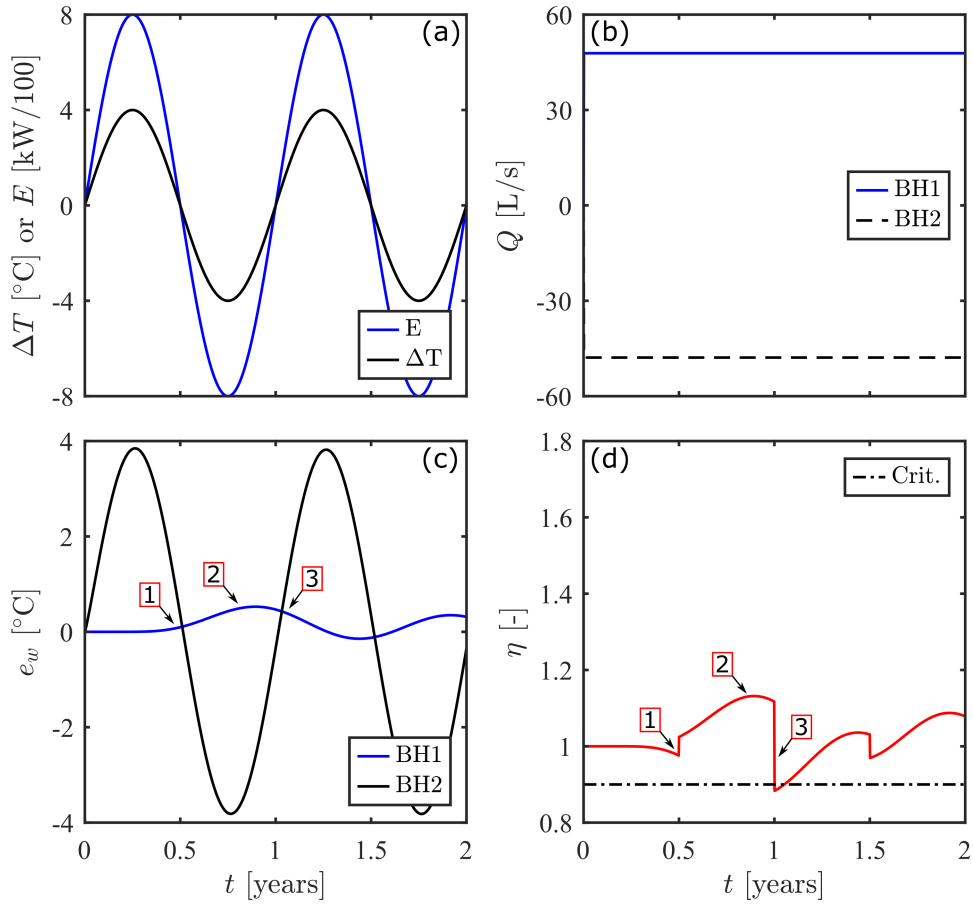 (a)
8
4
0
-4
-8
ΔT [°C] or E [kW/100]
E
ΔT
(b)
60
30
0
-30
-60
Q [L/s]
BH1
BH2
(c)
4
2
0
-2
-4
e_w [°C]
1
2
3
BH1
BH2
0
0.5
1
1.5
2
t [years]
(d)
1.8
1.6
1.4
1.2
1
0.8
η [-]
Crit.
1
2
3
0
0.5
1
1.5
2
t [years]